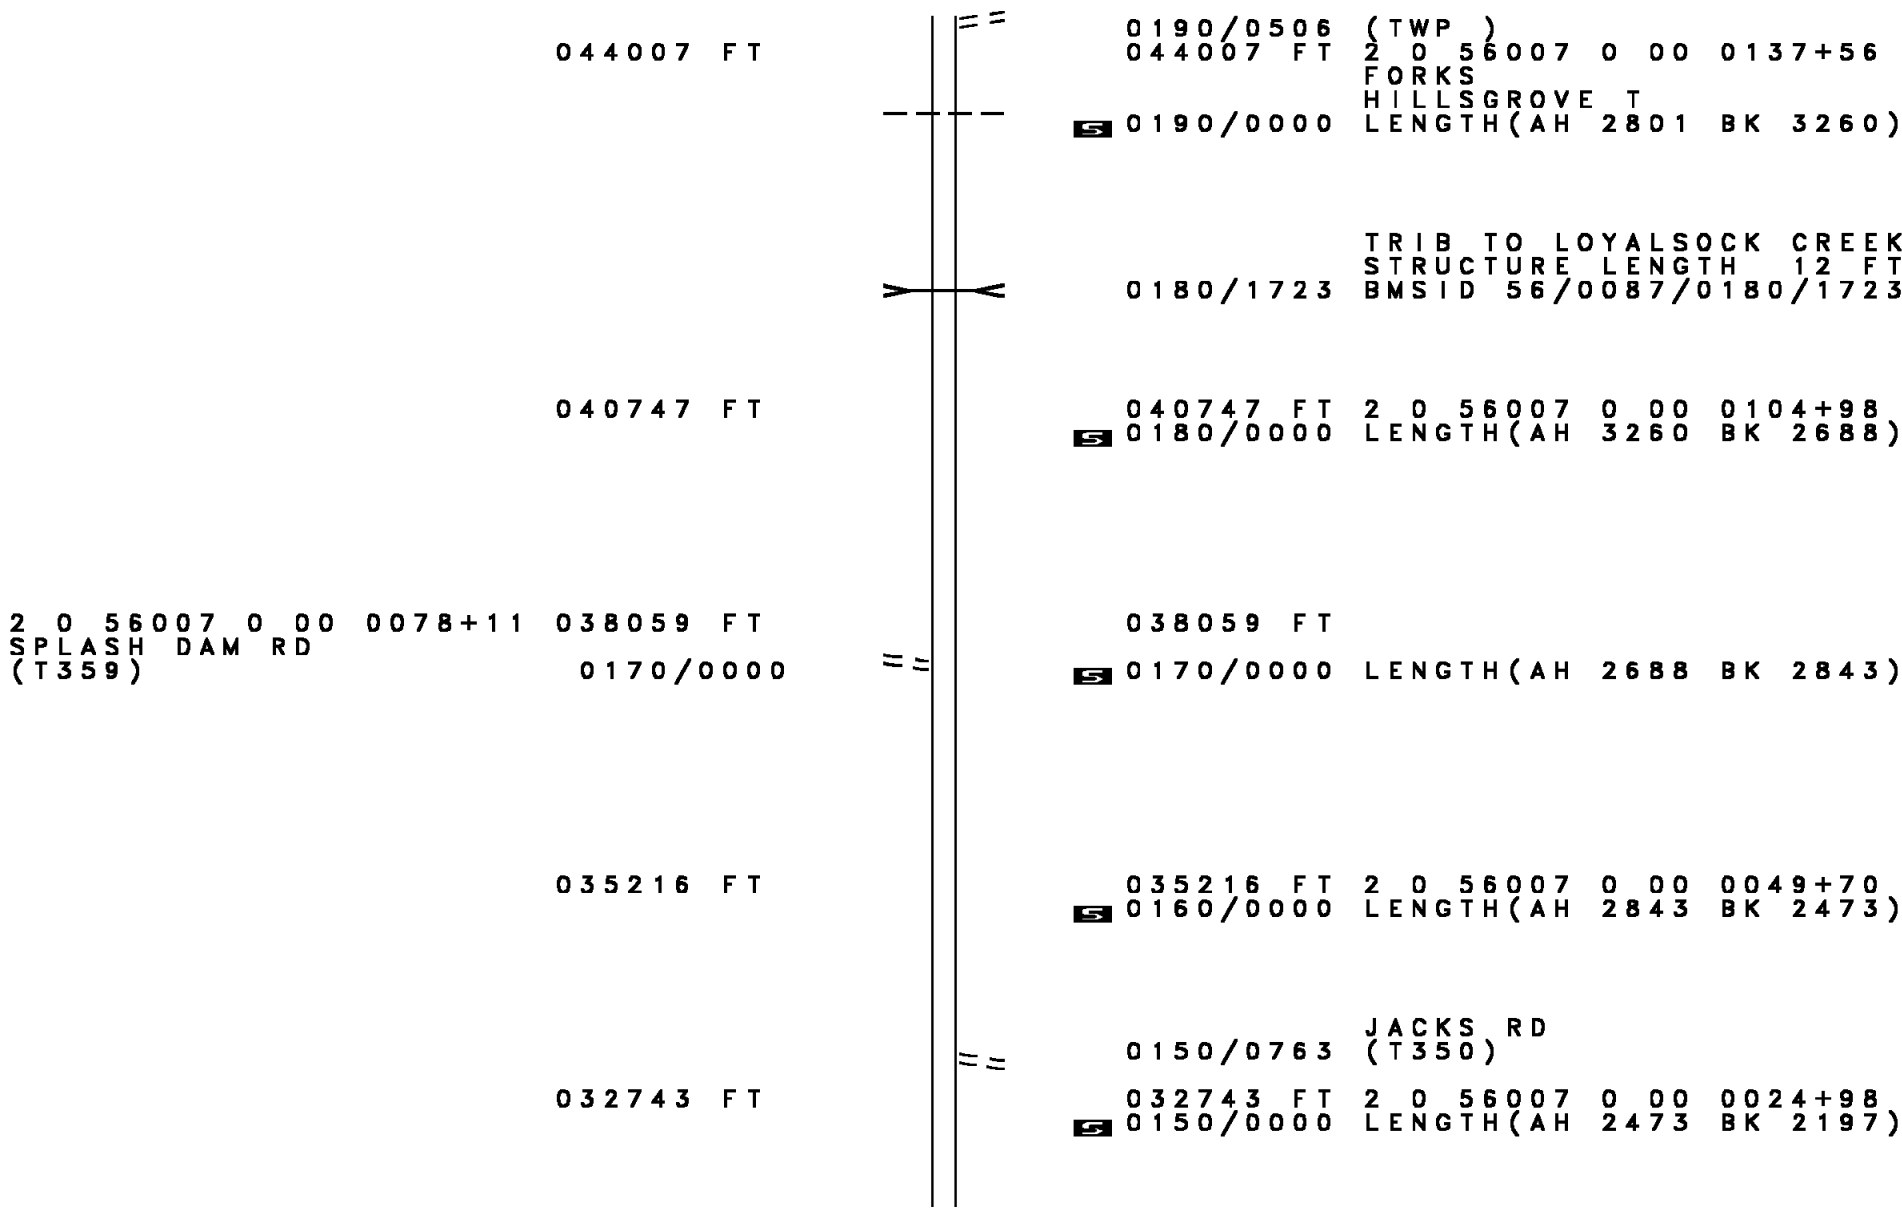 0190/0506 (TWP )
044007 FT 044007 FT 2 0 56007 0 00 0137+56
FORKS
HILLSGROVE T
S 0190/0000 LENGTH(AH 2801 BK 3260)
TRIB TO LOYALSOCK CREEK
STRUCTURE LENGTH 12 FT
0180/1723 BMSID 56/0087/0180/1723
040747 FT 040747 FT 2 0 56007 0 00 0104+98
S 0180/0000 LENGTH(AH 3260 BK 2688)
2 0 56007 0 00 0078+11 038059 FT 038059 FT
SPLASH DAM RD
(T359) 0170/0000 S 0170/0000 LENGTH(AH 2688 BK 2843)
035216 FT 035216 FT 2 0 56007 0 00 0049+70
S 0160/0000 LENGTH(AH 2843 BK 2473)
JACKS RD
0150/0763 (T350)
032743 FT 032743 FT 2 0 56007 0 00 0024+98
S 0150/0000 LENGTH(AH 2473 BK 2197)